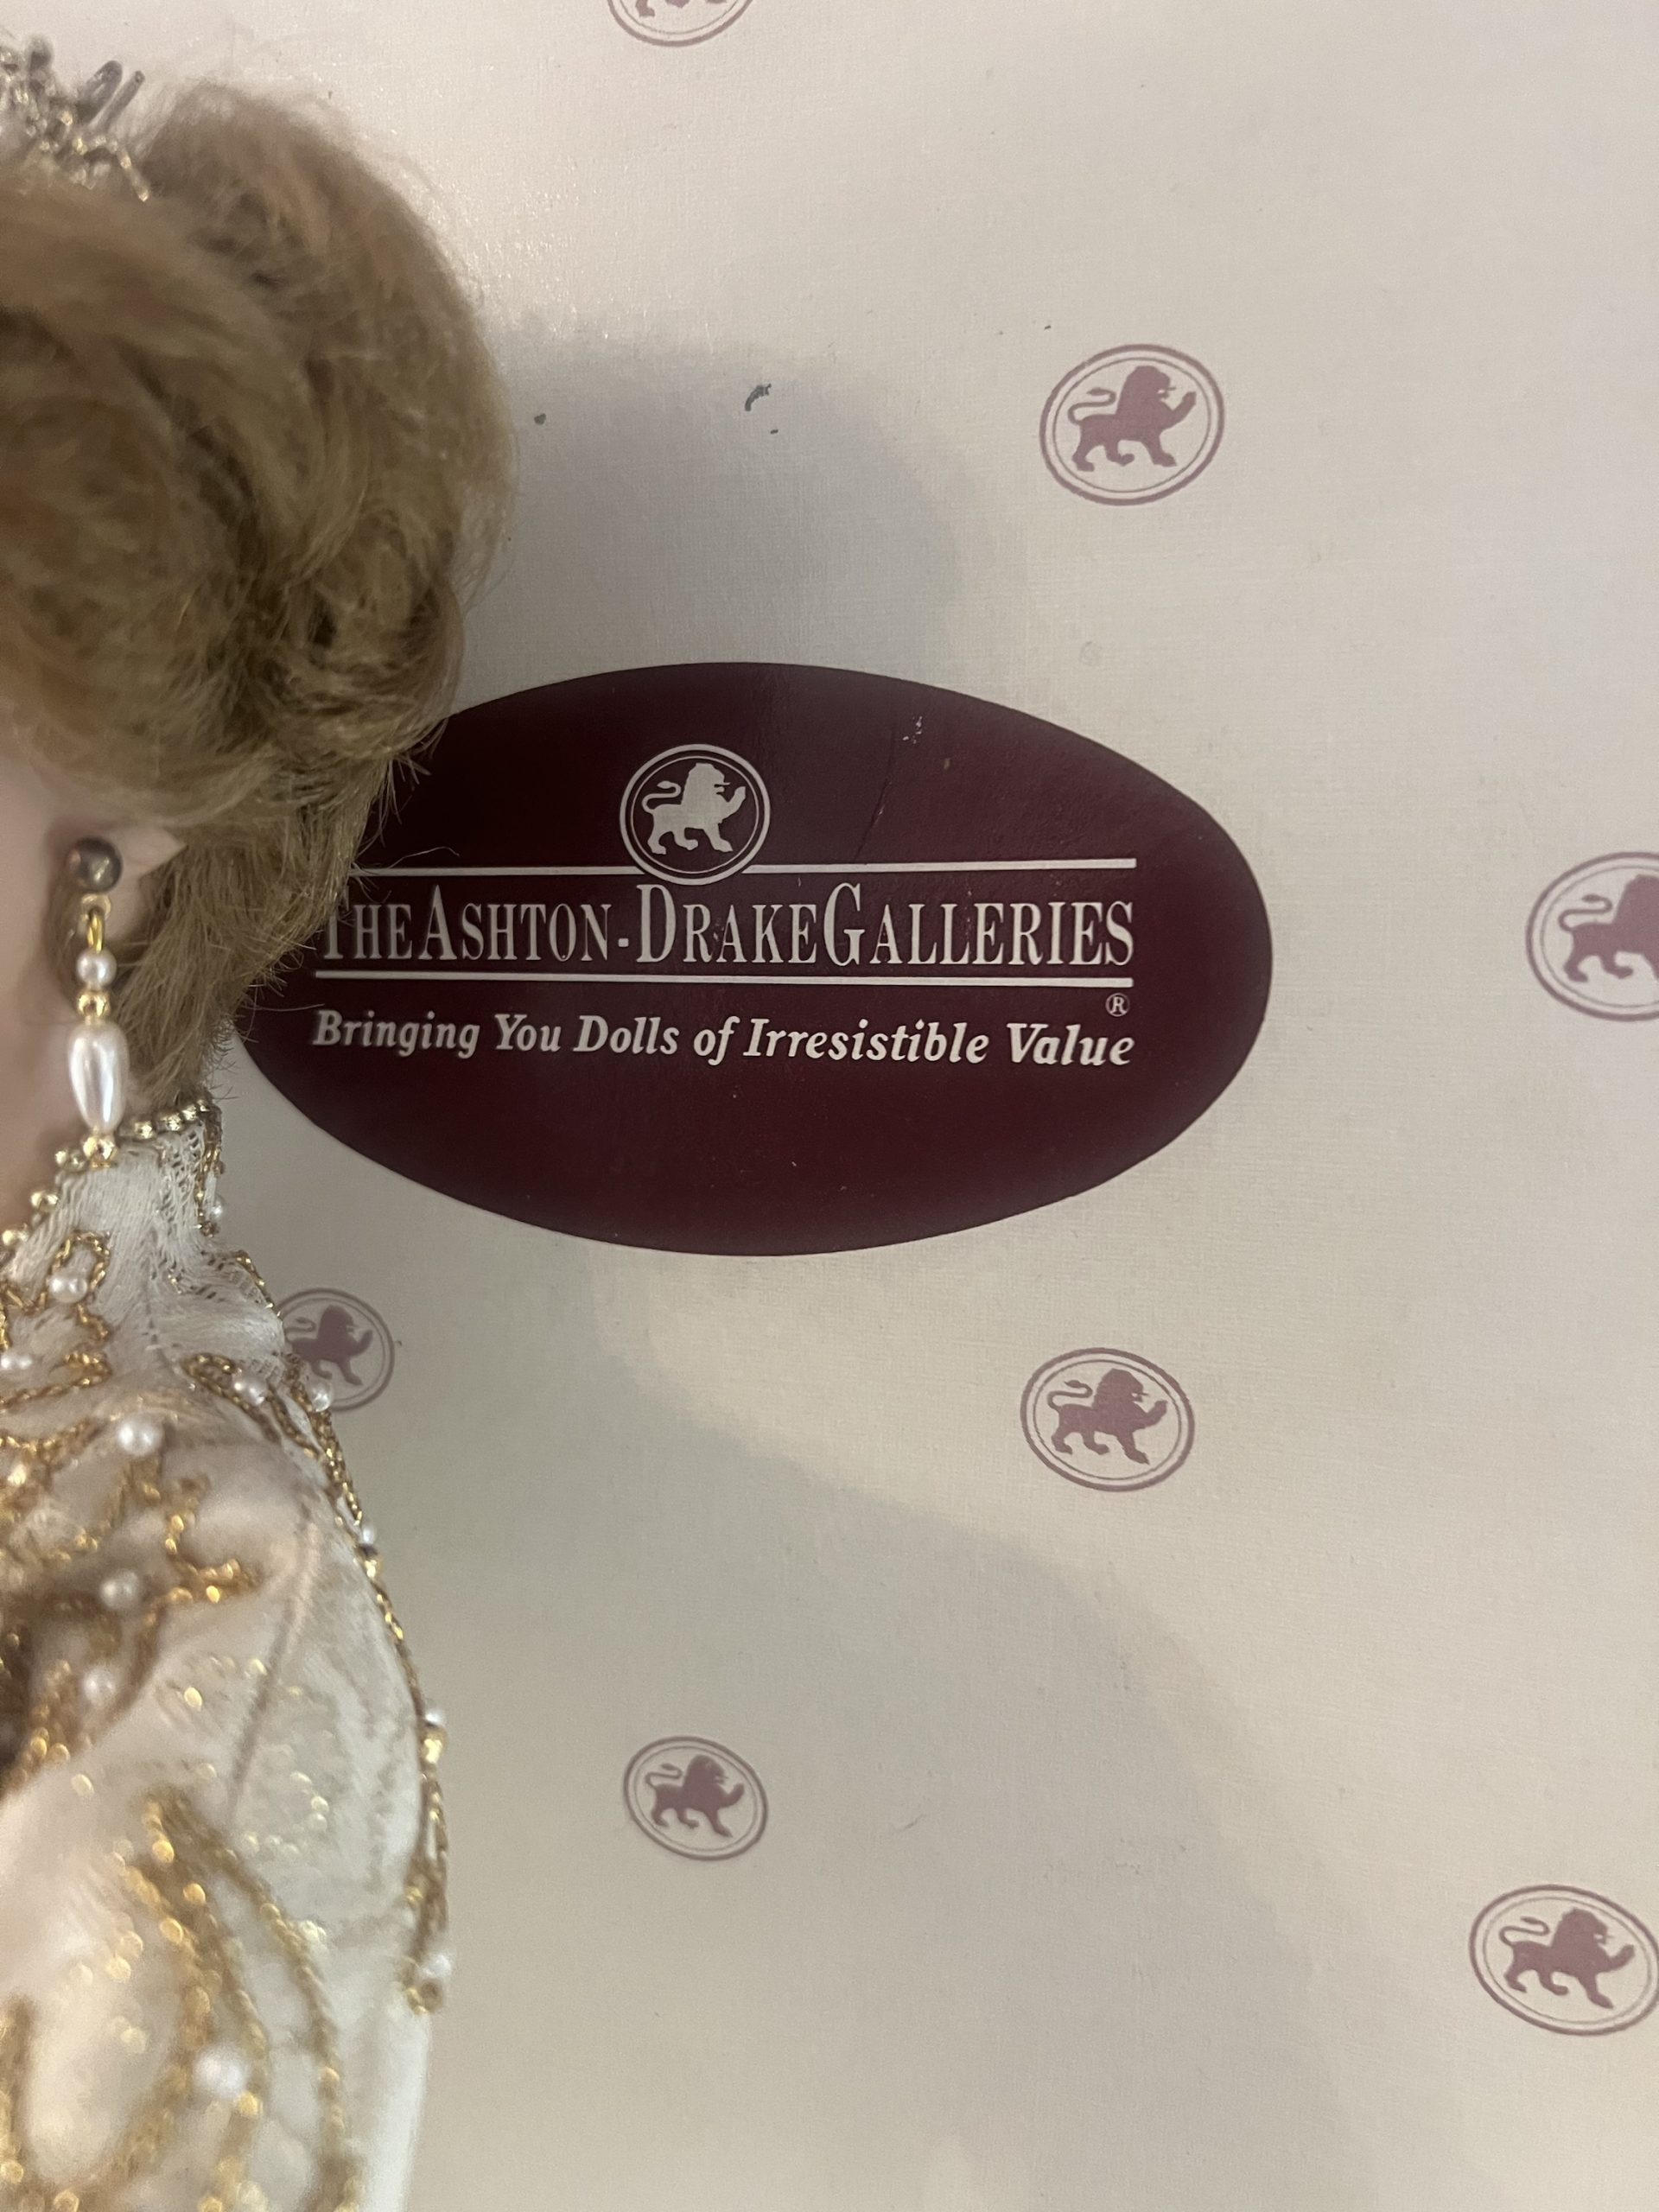 THE ASHTON-DRAKE GALLERIES
®
Bringing You Dolls of Irresistible Value